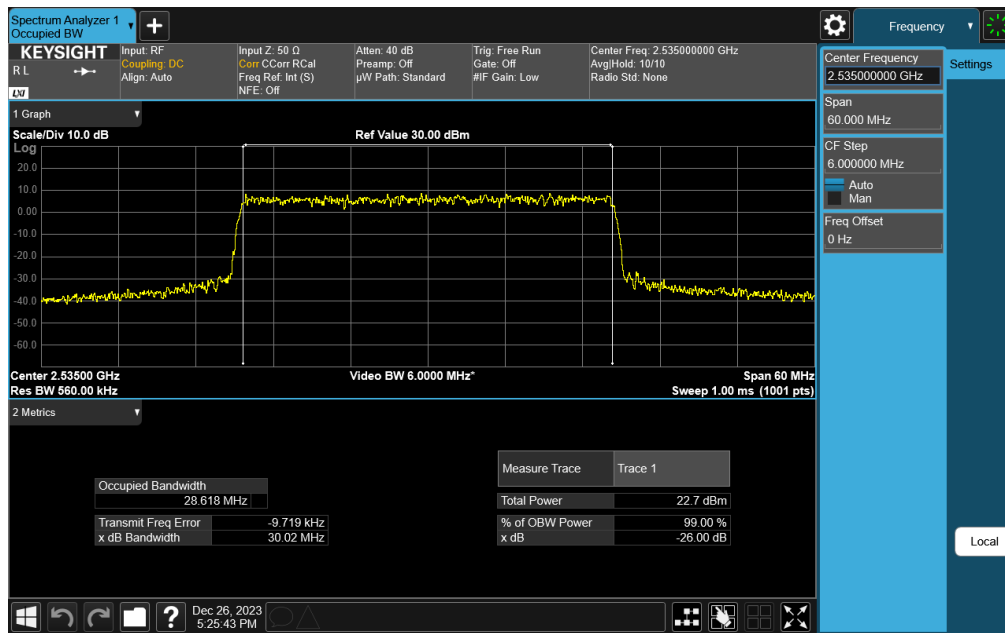 Spectrum Analyzer 1
Occupied BW
Frequency
KEYSIGHT
R L
LXI
Input: RF
Coupling: DC
Align: Auto
Input Z: 50 Ω
Corr CCorr RCal
Freq Ref: Int (S)
NFE: Off
Atten: 40 dB
Preamp: Off
µW Path: Standard
Trig: Free Run
Gate: Off
#IF Gain: Low
Center Freq: 2.535000000 GHz
Avg|Hold: 10/10
Radio Std: None
Center Frequency
2.535000000 GHz
Settings
Span
60.000 MHz
CF Step
6.000000 MHz
Auto
Man
Freq Offset
0 Hz
1 Graph
Scale/Div 10.0 dB
Ref Value 30.00 dBm
Log
20.0
10.0
0.00
-10.0
-20.0
-30.0
-40.0
-50.0
-60.0
Center 2.53500 GHz
Video BW 6.0000 MHz*
Span 60 MHz
Res BW 560.00 kHz
Sweep 1.00 ms (1001 pts)
2 Metrics
Measure Trace Trace 1
Occupied Bandwidth
28.618 MHz
Total Power 22.7 dBm
Transmit Freq Error -9.719 kHz
% of OBW Power 99.00 %
x dB Bandwidth 30.02 MHz
x dB -26.00 dB
Local
?
Dec 26, 2023
5:25:43 PM